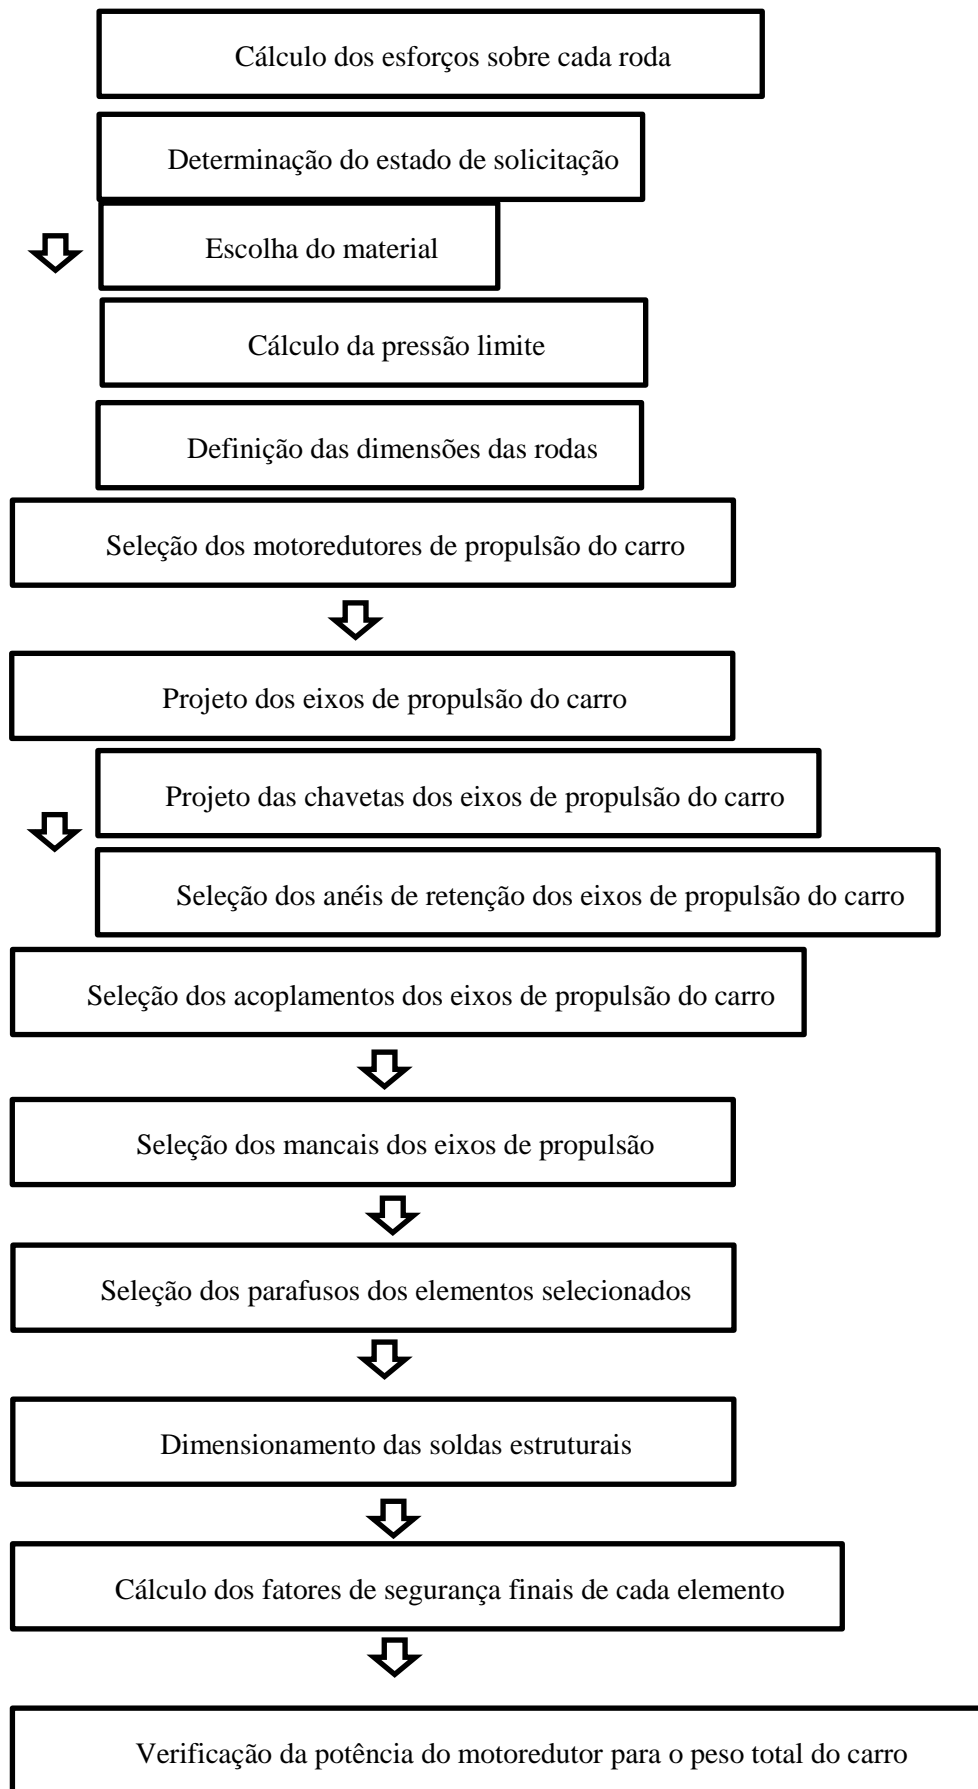 Cálculo dos esforços sobre cada roda
Determinação do estado de solicitação
Escolha do material
Cálculo da pressão limite
Definição das dimensões das rodas
Seleção dos motoredutores de propulsão do carro
Projeto dos eixos de propulsão do carro
Projeto das chavetas dos eixos de propulsão do carro
Seleção dos anéis de retenção dos eixos de propulsão do carro
Seleção dos acoplamentos dos eixos de propulsão do carro
Seleção dos mancais dos eixos de propulsão
Seleção dos parafusos dos elementos selecionados
Dimensionamento das soldas estruturais
Cálculo dos fatores de segurança finais de cada elemento
Verificação da potência do motoredutor para o peso total do carro